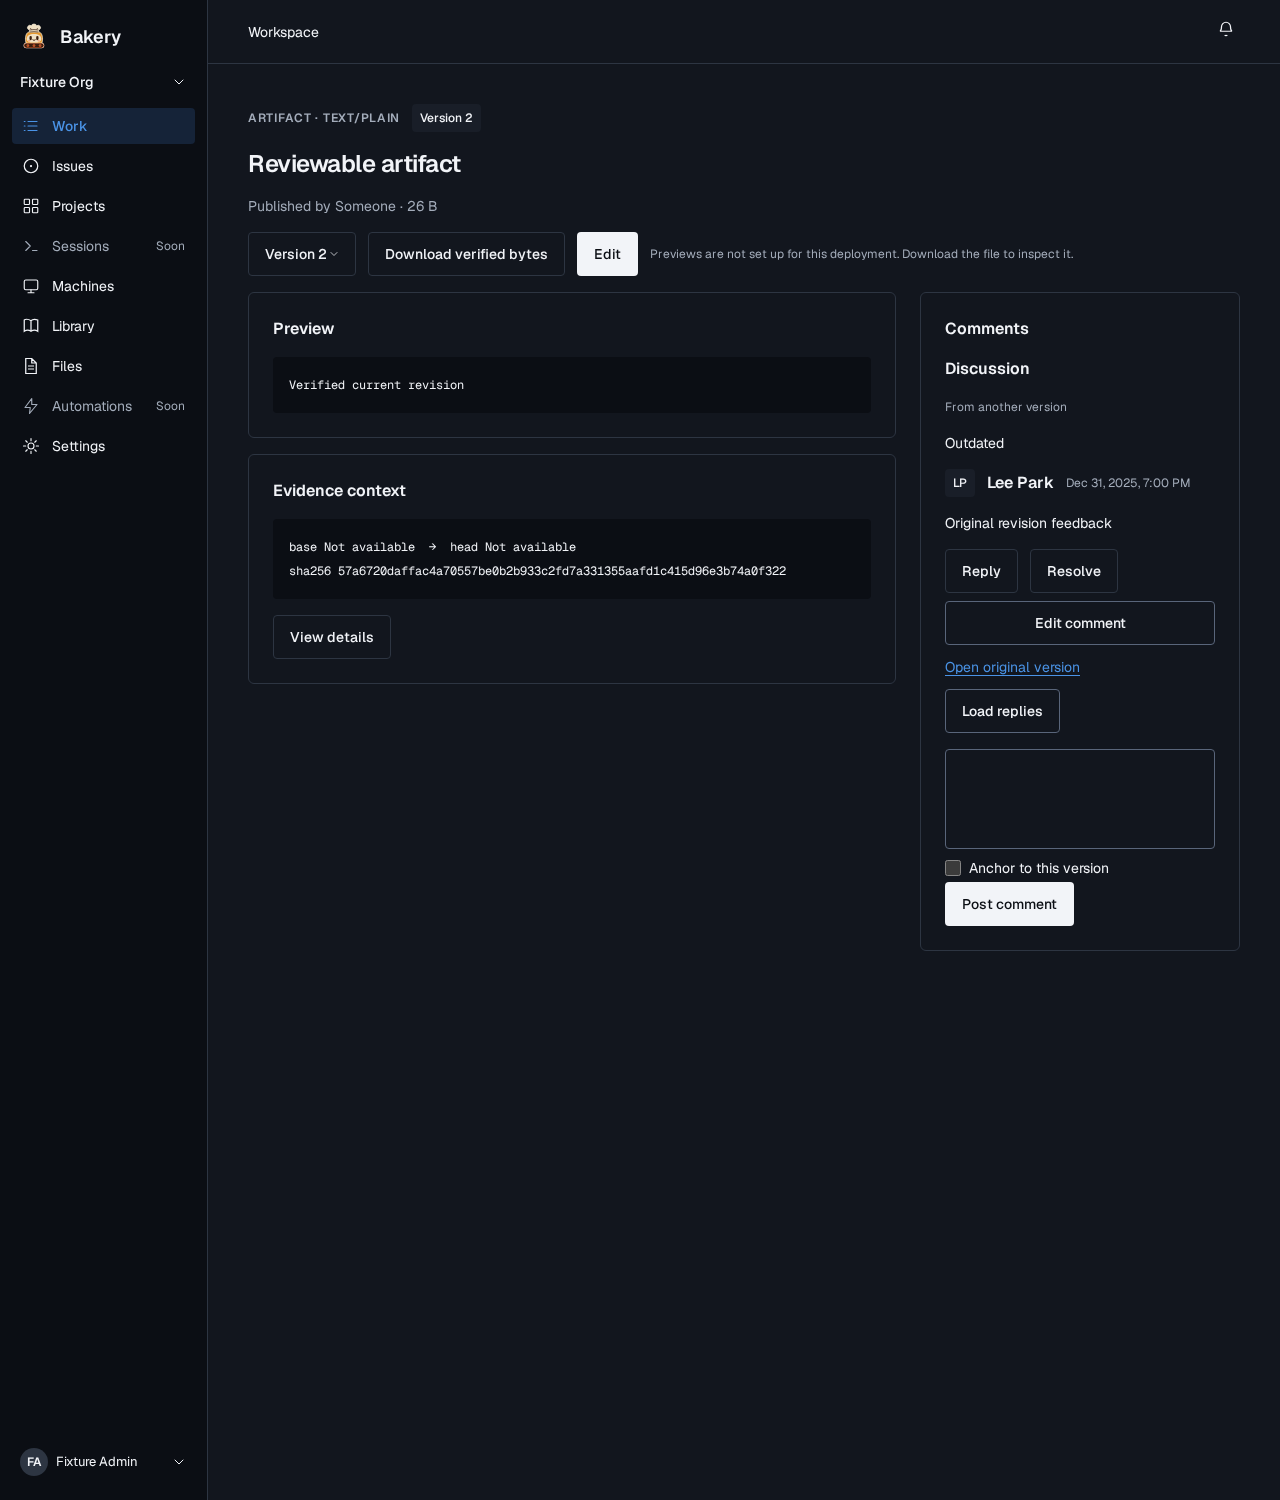 Bakery
Fixture Org
Work
Issues
Projects
Sessions Soon
Machines
Library
Files
Automations Soon
Settings
FA Fixture Admin
Workspace
ARTIFACT · TEXT/PLAIN Version 2
Reviewable artifact
Published by Someone · 26 B
Version 2 Download verified bytes Edit Previews are not set up for this deployment. Download the file to inspect it.
Preview
Verified current revision
Evidence context
base Not available → head Not available
sha256 57a6720daffac4a70557be0b2b933c2fd7a331355aafd1c415d96e3b74a0f322
View details
Comments
Discussion
From another version
Outdated
LP Lee Park Dec 31, 2025, 7:00 PM
Original revision feedback
Reply Resolve
Edit comment
Open original version
Load replies
Anchor to this version
Post comment